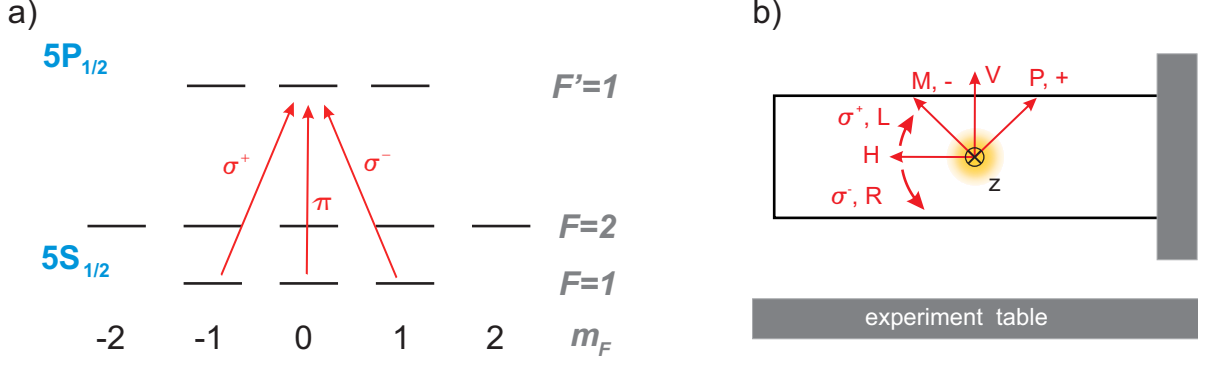 a)
5P1/2
F'=1
σ+
π
σ-
F=2
5S1/2
F=1
-2 -1 0 1 2 mF
b)
M, - V P, +
σ+, L
H
z
σ-, R
experiment table